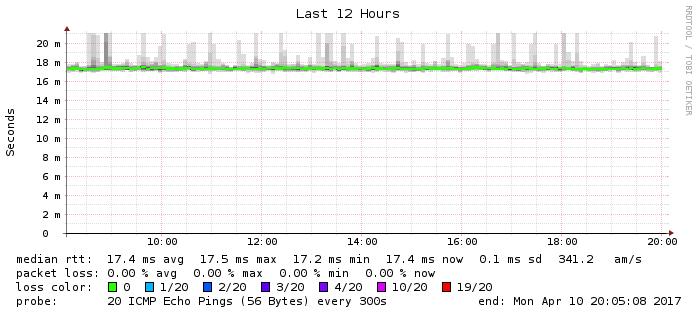 Last 12 Hours
RRDTOOL / TOBI OETIKER
Seconds
20 m
18 m
16 m
14 m
12 m
10 m
8 m
6 m
4 m
2 m
0
10:00 12:00 14:00 16:00 18:00 20:00
median rtt: 17.4 ms avg 17.5 ms max 17.2 ms min 17.4 ms now 0.1 ms sd 341.2 am/s
packet loss: 0.00 % avg 0.00 % max 0.00 % min 0.00 % now
loss color: 0 1/20 2/20 3/20 4/20 10/20 19/20
probe: 20 ICMP Echo Pings (56 Bytes) every 300s end: Mon Apr 10 20:05:08 2017